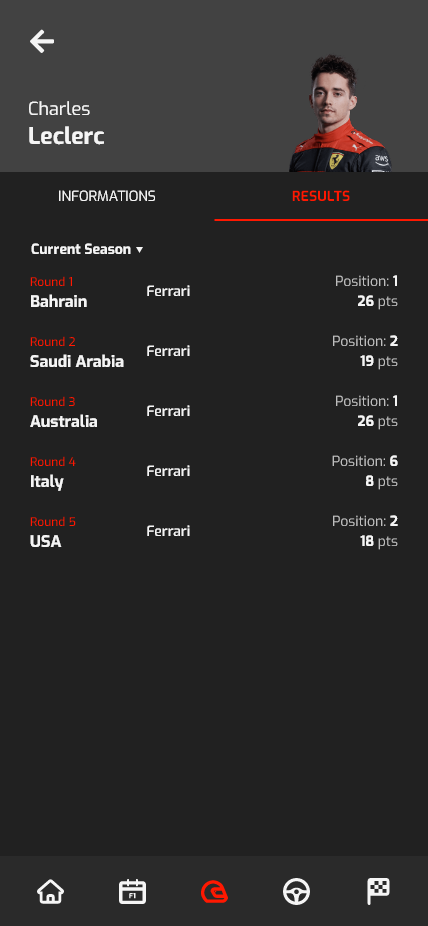 Charles
Leclerc
aws
INFORMATIONS
RESULTS
Current Season
Round 1
Bahrain
Ferrari
Position: 1
26 pts
Round 2
Saudi Arabia
Ferrari
Position: 2
19 pts
Round 3
Australia
Ferrari
Position: 1
26 pts
Round 4
Italy
Ferrari
Position: 6
8 pts
Round 5
USA
Ferrari
Position: 2
18 pts
F1